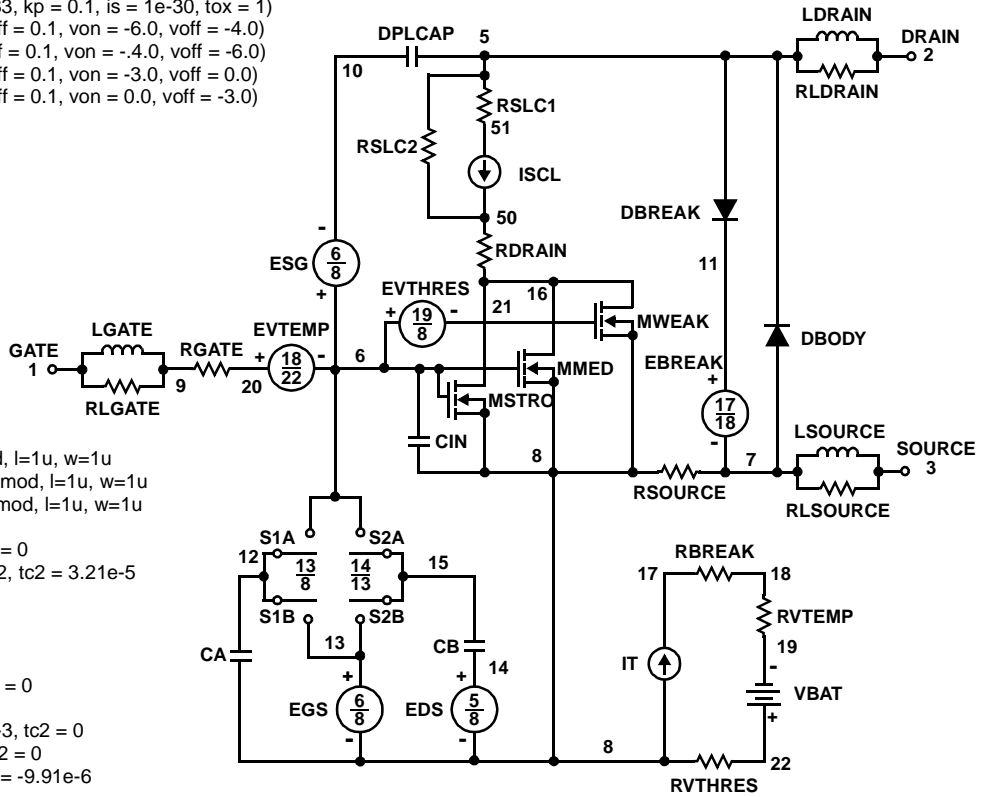 63, kp = 0.1, is = 1e-30, tox = 1)
ff = 0.1, von = -6.0, voff = -4.0)
f = 0.1, von = -.4.0, voff = -6.0)
ff = 0.1, von = -3.0, voff = 0.0)
ff = 0.1, von = 0.0, voff = -3.0)
LDRAIN
DPLCAP 5 DRAIN
10 2
RLDRAIN
RSLC1
51
RSLC2
ISCL
50
DBREAK
RDRAIN
-
ESG 6 8
+
11
EVTHRES
+ 19 8 -
21 16
MWEAK
DBODY
LGATE EVTEMP
GATE RGATE + 18 22 - 6
1 9 20
RLGATE
MMED
EBREAK
+
17 18
-
MSTRO
CIN
8 7
LSOURCE SOURCE
3
RSOURCE
RLSOURCE
d, l=1u, w=1u
mod, l=1u, w=1u
mod, l=1u, w=1u
= 0
2, tc2 = 3.21e-5
S1A S2A
12 13 8 14 13 15
S1B S2B
13
CA CB
+ + 14
EGS 6 8 EDS 5 8
- -
RBREAK
17 18
RVTEMP
19
IT -
VBAT
+
8 22
RVTHRES
= 0
-3, tc2 = 0
2 = 0
= -9.91e-6